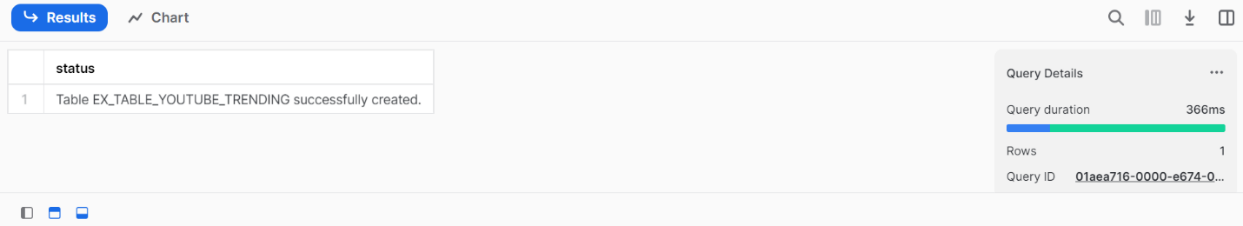 Results Chart
status
1 Table EX_TABLE_YOUTUBE_TRENDING successfully created.
Query Details
Query duration 366ms
Rows 1
Query ID 01aea716-0000-e674-0...